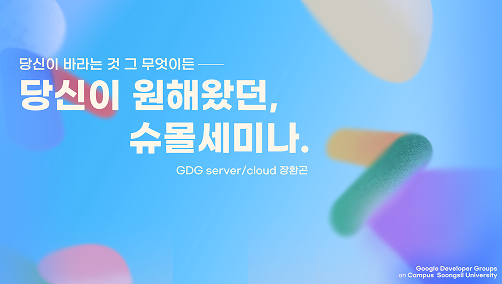 당신이 바라는 것 그 무엇이든 ──
당신이 원해왔던,
슈몰세미나.
GDG server/cloud 장환곤
Google Developer Groups
on Campus Soongsil University